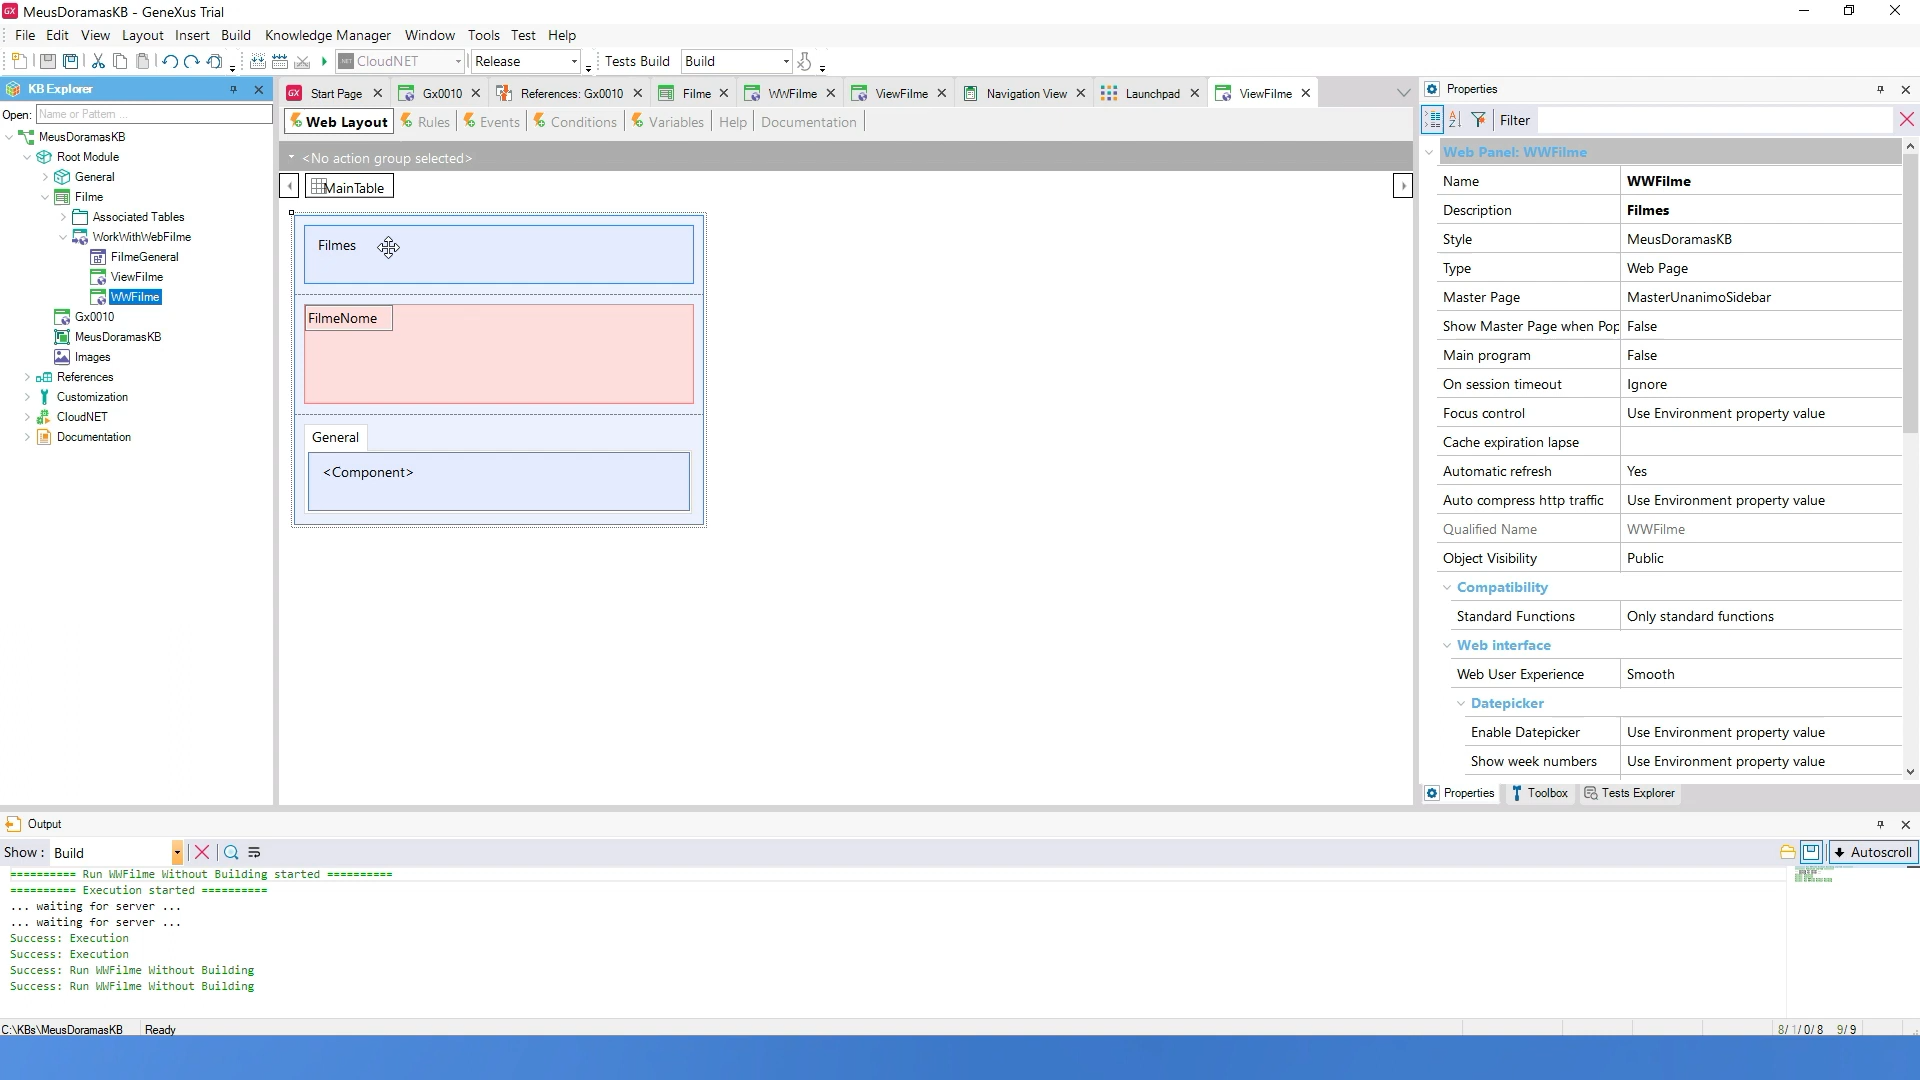 MeusDoramasKB - GeneXus Trial
File Edit View Layout Insert Build Knowledge Manager Window Tools Test Help
CloudNET Release Tests Build Build
KB Explorer
Open: Name or Pattern ...
MeusDoramasKB
Root Module
General
Filme
Associated Tables
WorkWithWebFilme
FilmeGeneral
ViewFilme
WWFilme
Gx0010
MeusDoramasKB
Images
References
Customization
CloudNET
Documentation
Start Page Gx0010 References: Gx0010 Filme WWFilme ViewFilme Navigation View Launchpad ViewFilme
Web Layout Rules Events Conditions Variables Help Documentation
<No action group selected>
MainTable
Filmes
FilmeNome
General
<Component>
Properties
Filter
Web Panel: WWFilme
Name WWFilme
Description Filmes
Style MeusDoramasKB
Type Web Page
Master Page MasterUnanimoSidebar
Show Master Page when Pop False
Main program False
On session timeout Ignore
Focus control Use Environment property value
Cache expiration lapse
Automatic refresh Yes
Auto compress http traffic Use Environment property value
Qualified Name WWFilme
Object Visibility Public
Compatibility
Standard Functions Only standard functions
Web interface
Web User Experience Smooth
Datepicker
Enable Datepicker Use Environment property value
Show week numbers Use Environment property value
Properties Toolbox Tests Explorer
Output
Show: Build Autoscroll
========== Run WWFilme Without Building started ==========
========== Execution started ==========
... waiting for server ...
... waiting for server ...
Success: Execution
Success: Execution
Success: Run WWFilme Without Building
Success: Run WWFilme Without Building
C:\KBs\MeusDoramasKB Ready 8/1/0/8 9/9